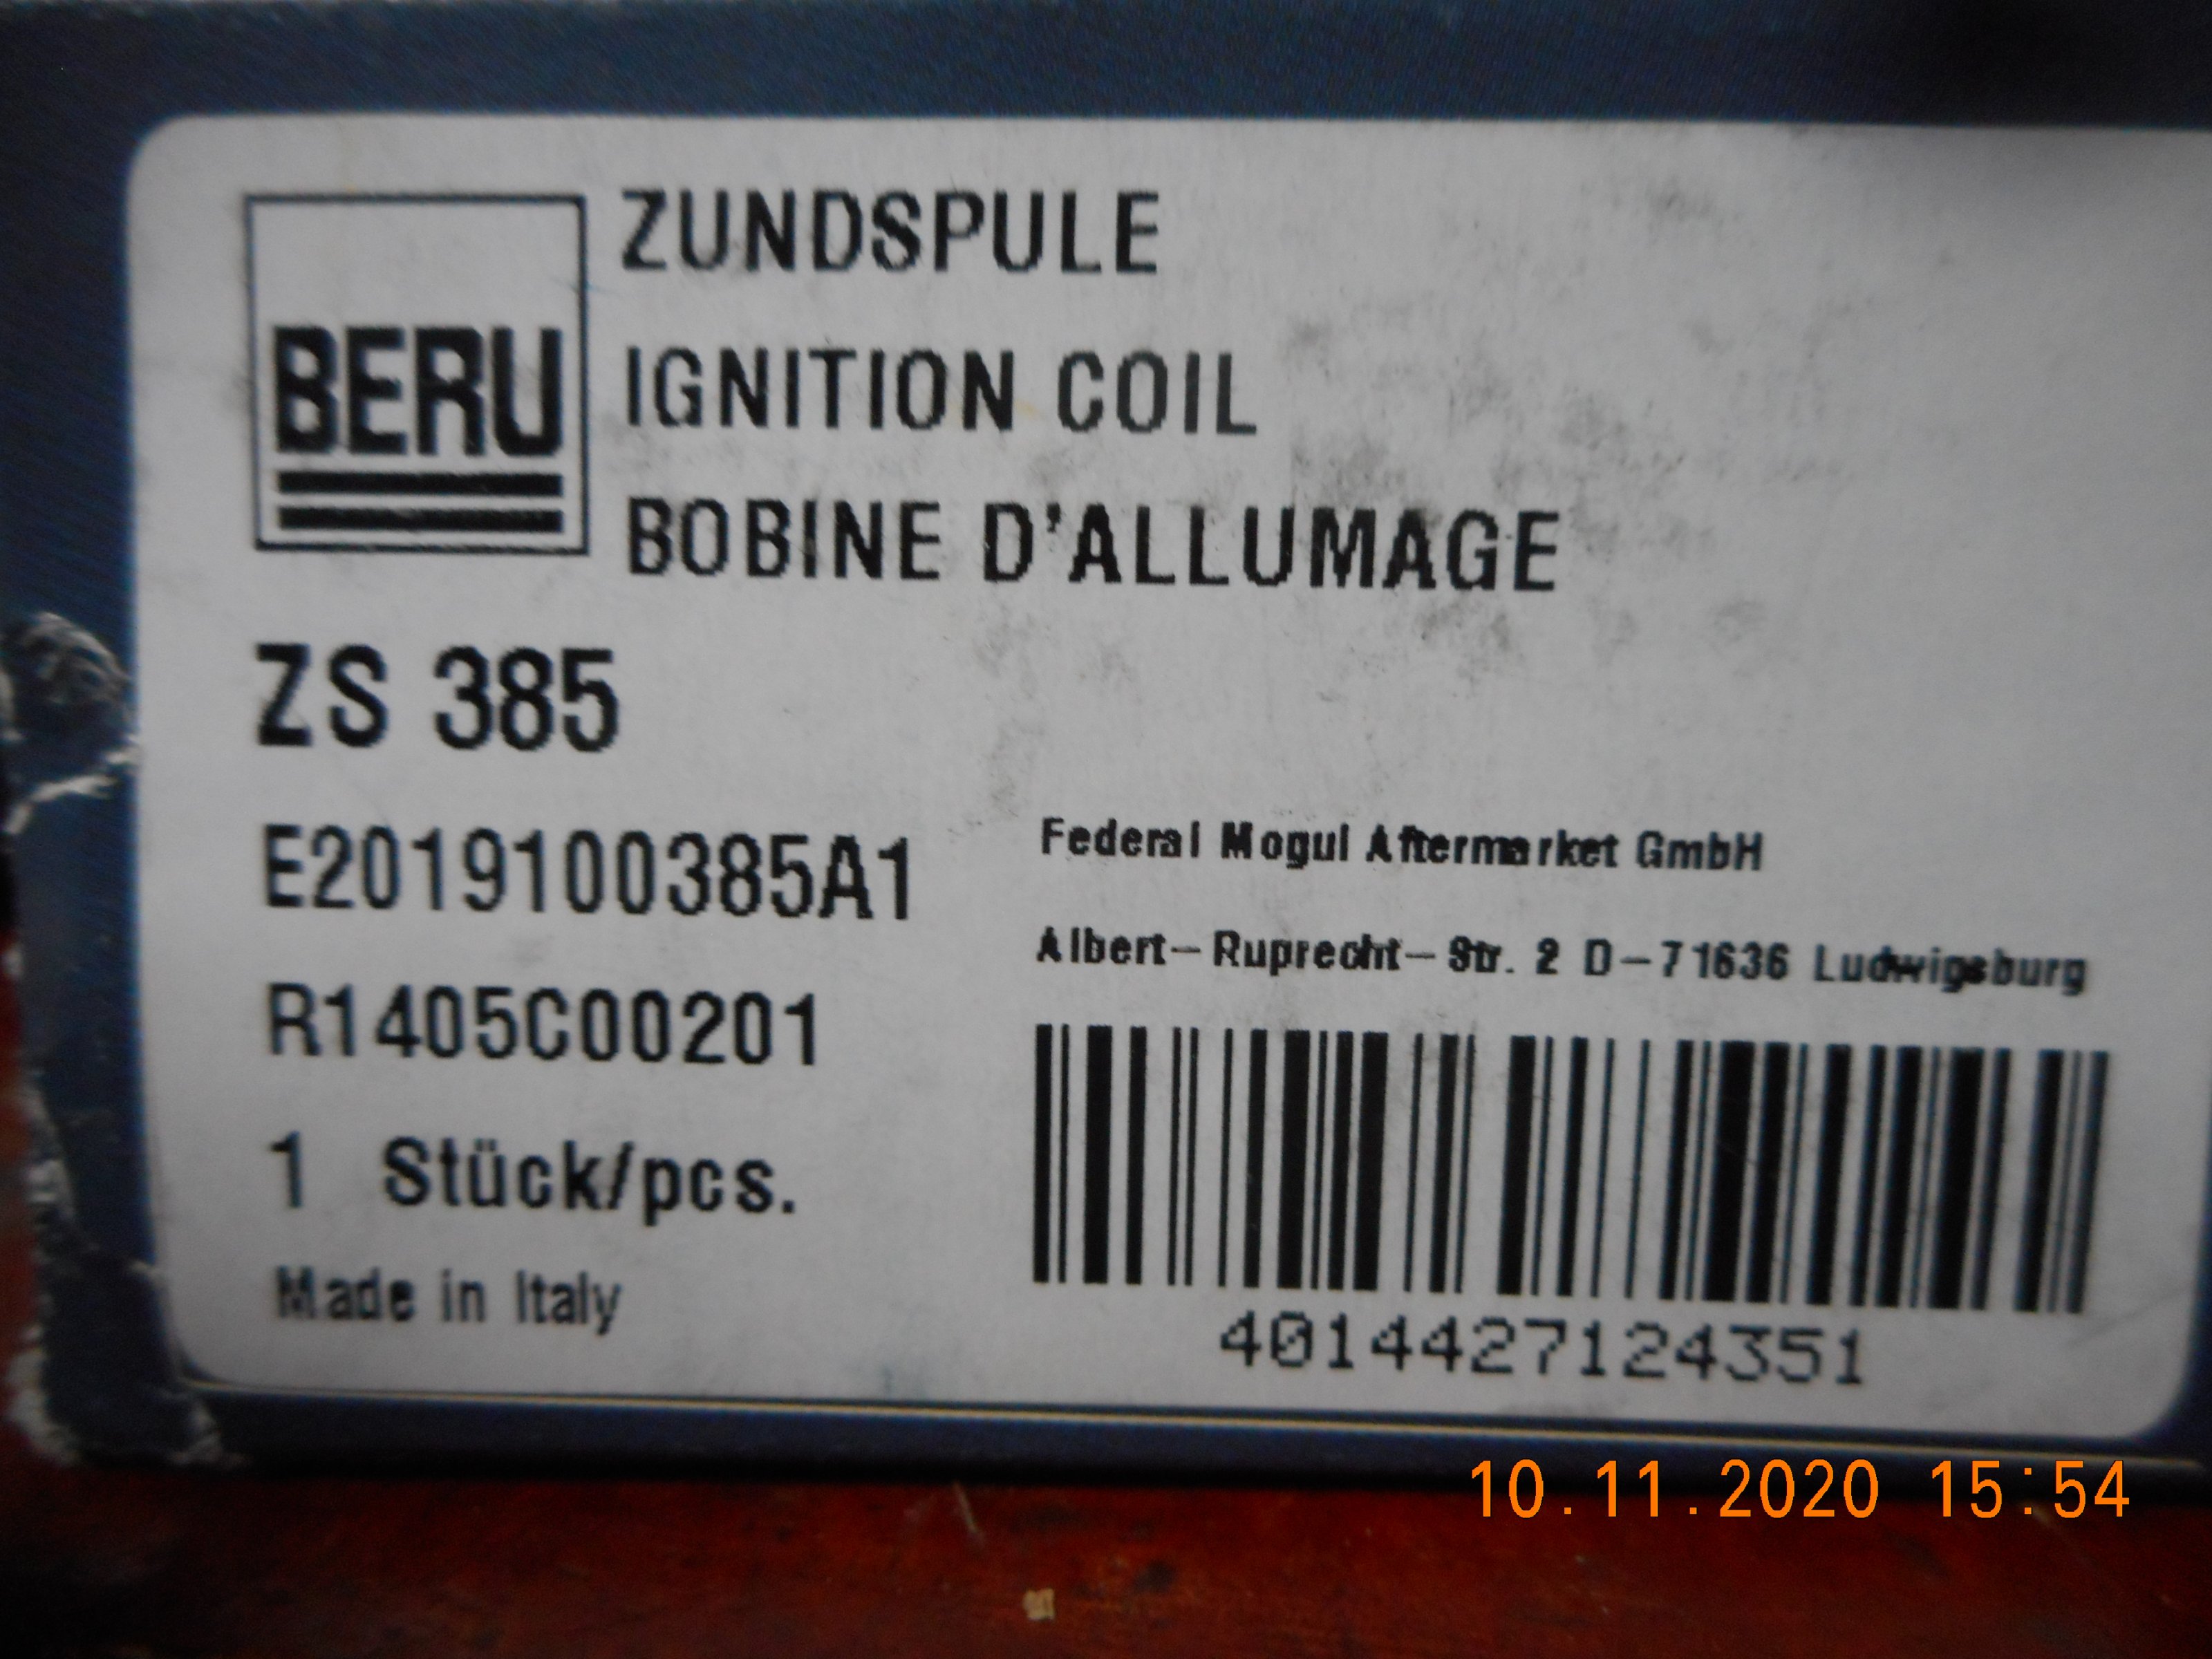 BERU
ZUNDSPULE
IGNITION COIL
BOBINE D'ALLUMAGE
ZS 385
E2019100385A1
R1405C00201
1 Stück/pcs.
Made in Italy
Federal Mogul Aftermarket GmbH
Albert-Ruprecht-Str. 2 D-71636 Ludwigsburg
4014427124351
10.11.2020 15:54